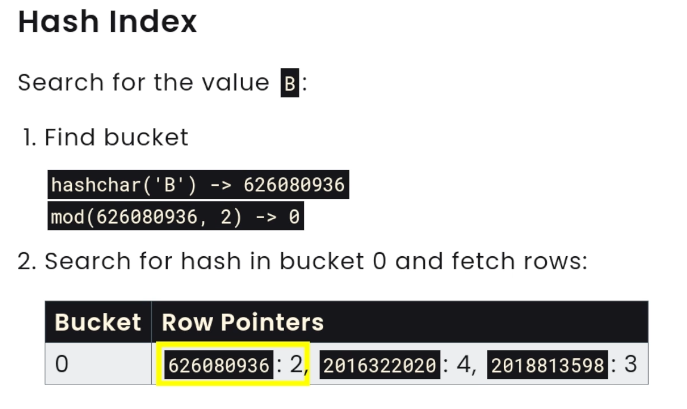 Hash Index
Search for the value B:
1. Find bucket
hashchar('B') -> 626080936
mod(626080936, 2) -> 0
2. Search for hash in bucket 0 and fetch rows:
Bucket Row Pointers
0 626080936: 2, 2016322020: 4, 2018813598: 3